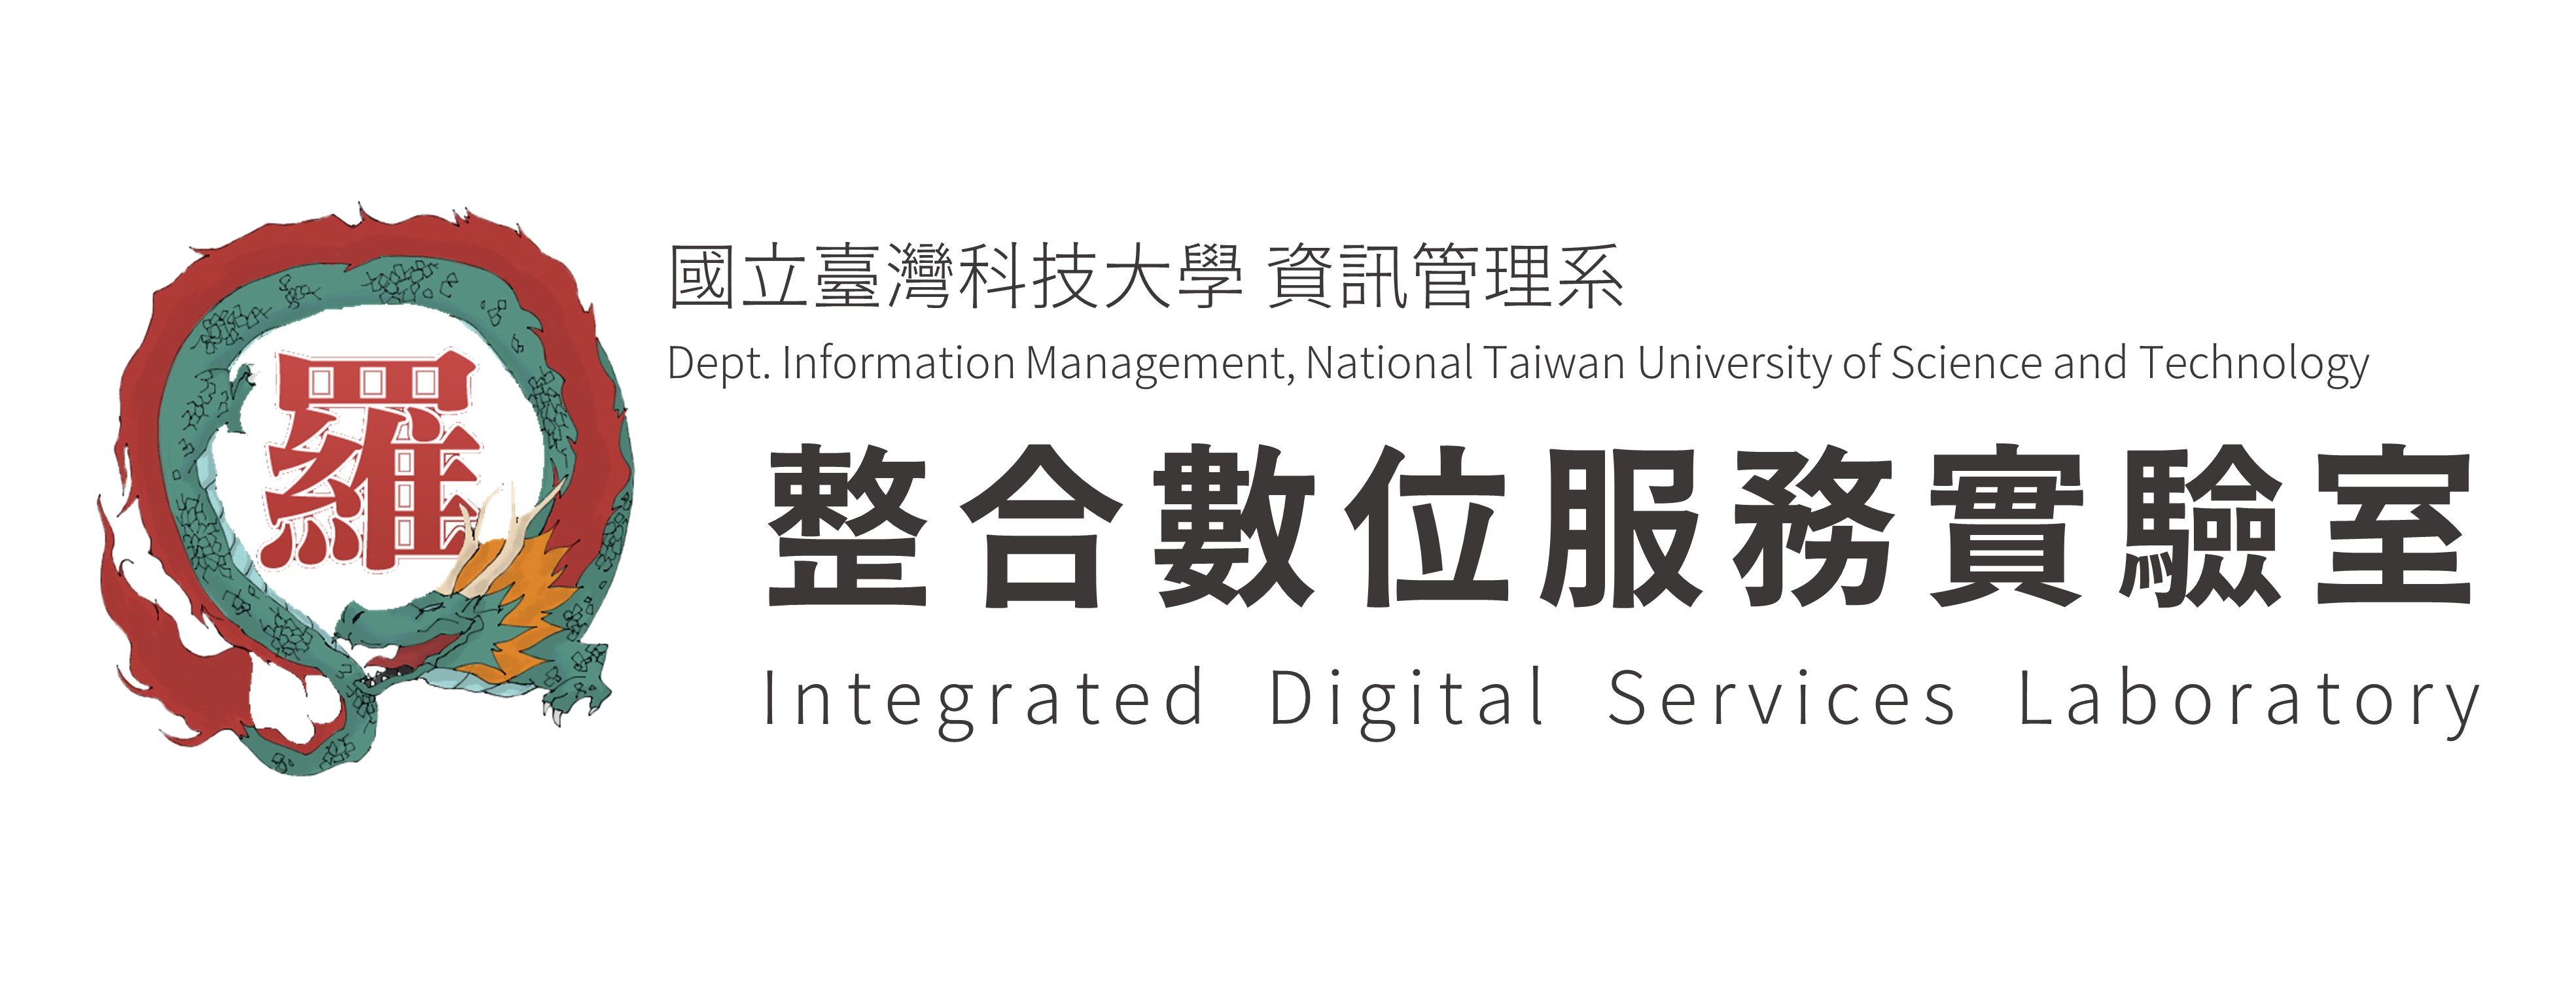 羅
國立臺灣科技大學 資訊管理系
Dept. Information Management, National Taiwan University of Science and Technology
整合數位服務實驗室
Integrated Digital Services Laboratory